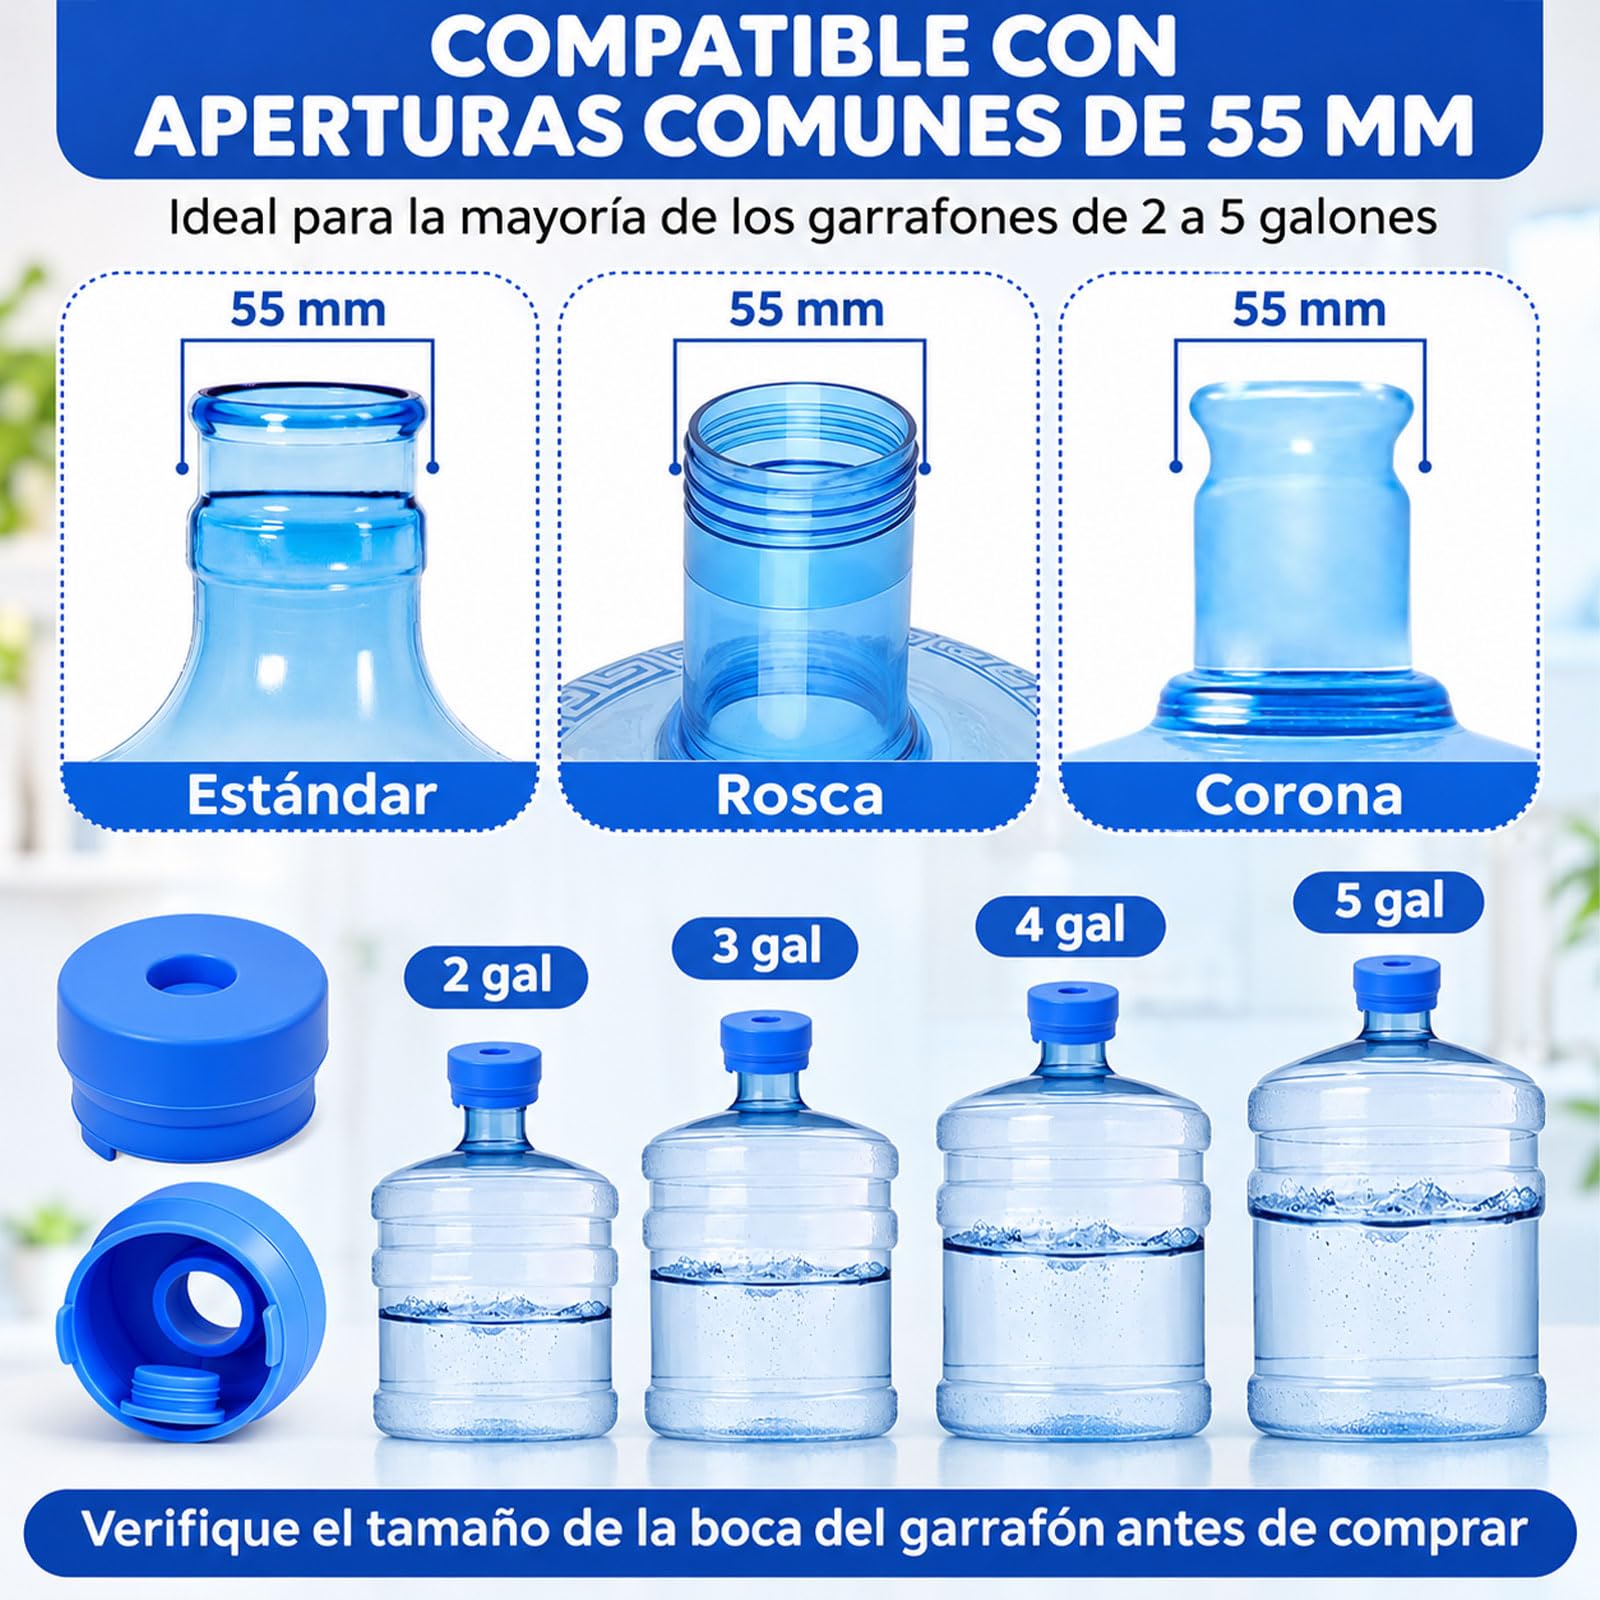 COMPATIBLE CON
APERTURAS COMUNES DE 55 MM
Ideal para la mayoría de los garrafones de 2 a 5 galones
55 mm
55 mm
55 mm
Estándar
Rosca
Corona
2 gal
3 gal
4 gal
5 gal
Verifique el tamaño de la boca del garrafón antes de comprar